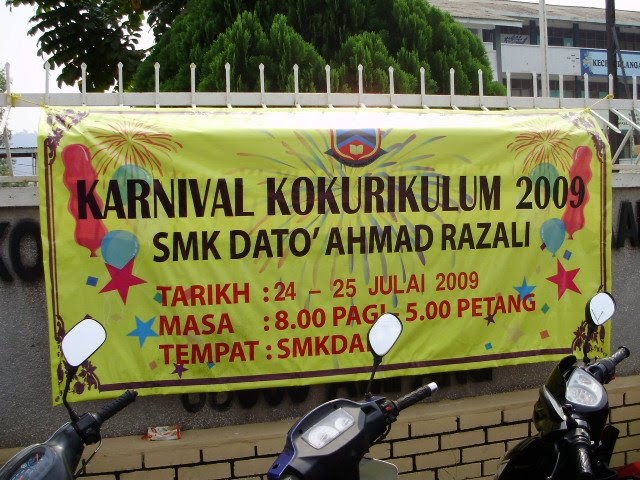 KARNIVAL KOKURIKULUM 2009
SMK DATO' AHMAD RAZALI
TARIKH : 24 – 25 JULAI 2009
MASA : 8.00 PAGI - 5.00 PETANG
TEMPAT : SMKDAR